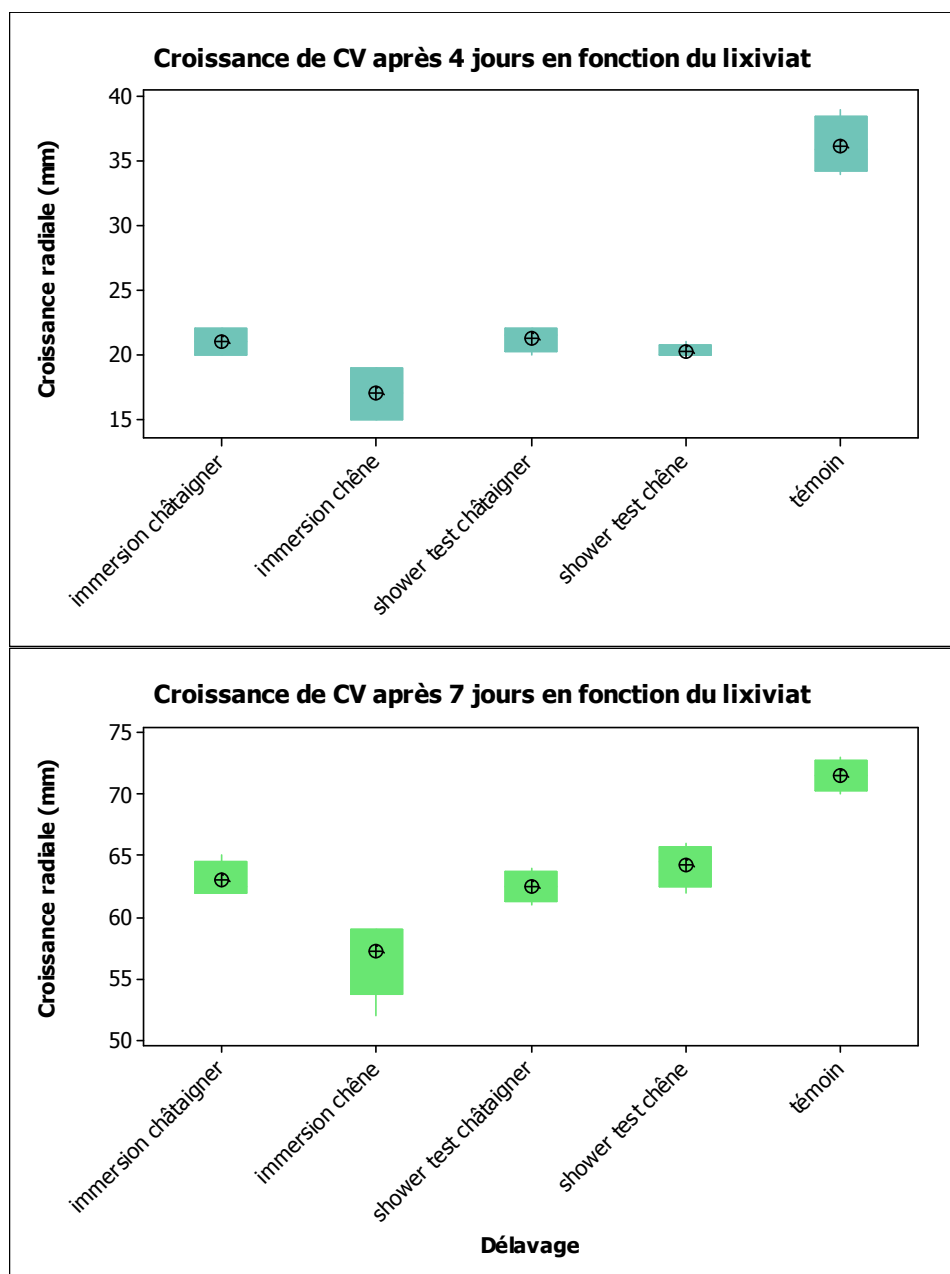 Croissance de CV après 4 jours en fonction du lixiviat
Croissance radiale (mm)
40
35
30
25
20
15
immersion châtaigner
immersion chêne
shower test châtaigner
shower test chêne
témoin
Croissance de CV après 7 jours en fonction du lixiviat
Croissance radiale (mm)
75
70
65
60
55
50
immersion châtaigner
immersion chêne
shower test châtaigner
shower test chêne
témoin
Délavage